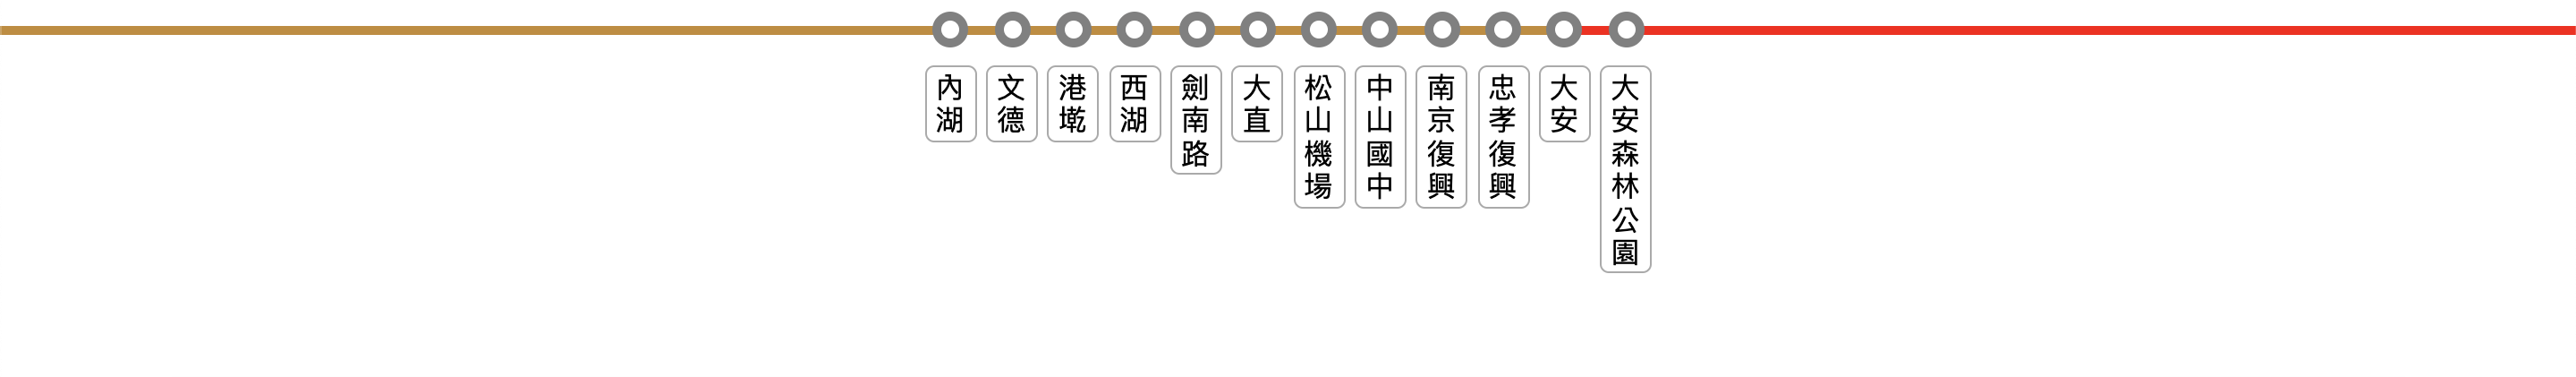 內湖
文德
港墘
西湖
劍南路
大直
松山機場
中山國中
南京復興
忠孝復興
大安
大安森林公園